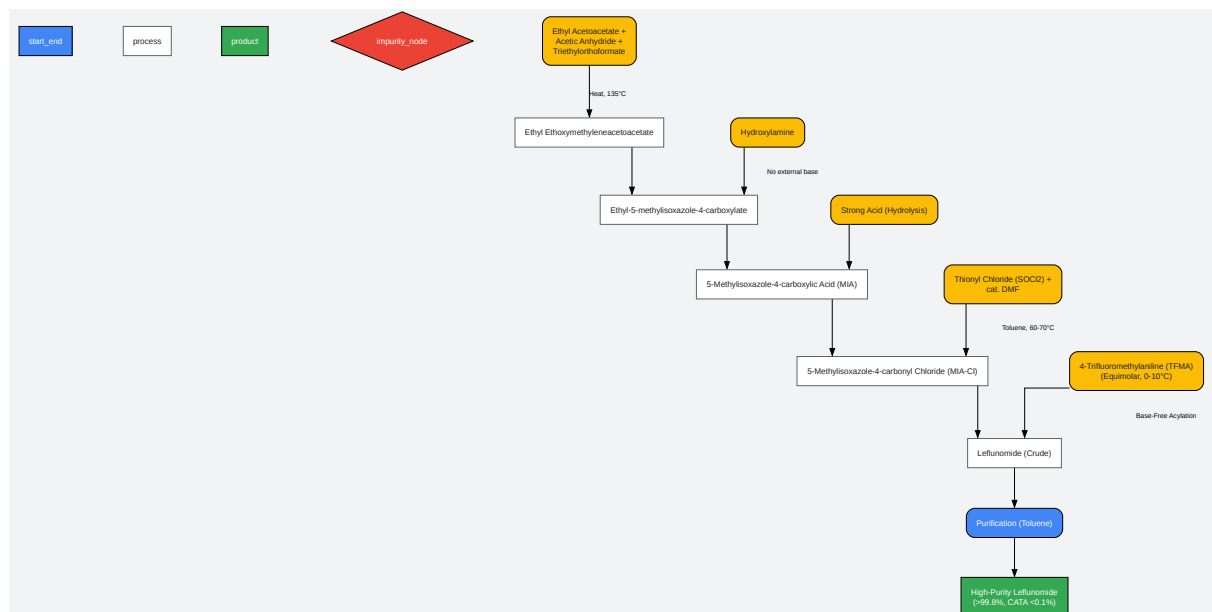 start_end
process
product
impurity_node
Ethyl Acetoacetate +
Acetic Anhydride +
Triethylorthoformate
Heat, 135°C
Ethyl Ethoxymethyleneacetoacetate
Hydroxylamine
No external base
Ethyl-5-methylisoxazole-4-carboxylate
Strong Acid (Hydrolysis)
5-Methylisoxazole-4-carboxylic Acid (MIA)
Thionyl Chloride (SOCl2) +
cat. DMF
Toluene, 60-70°C
5-Methylisoxazole-4-carbonyl Chloride (MIA-Cl)
4-Trifluoromethylaniline (TFMA)
(Equimolar, 0-10°C)
Base-Free Acylation
Leflunomide (Crude)
Purification (Toluene)
High-Purity Leflunomide
(>99.8%, CATA <0.1%)